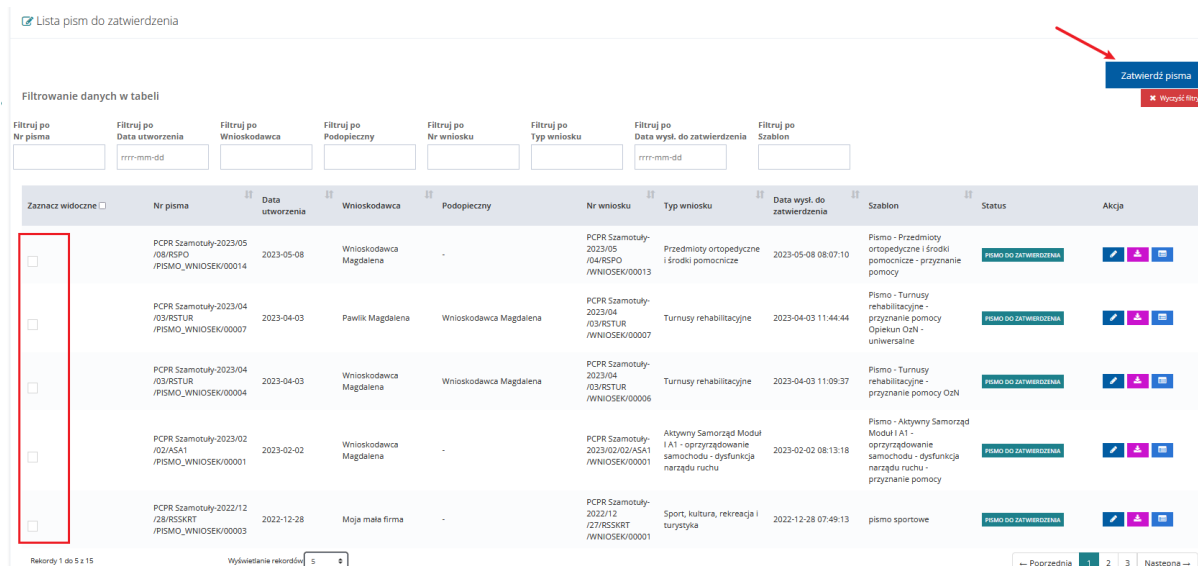 Lista pism do zatwierdzenia
Zatwierdź pisma
Filtrowanie danych w tabeli
Wyczyść filtry
Filtruj po Nr pisma
Filtruj po Data utworzenia
Filtruj po Wnioskodawca
Filtruj po Podopieczny
Filtruj po Nr wniosku
Filtruj po Typ wniosku
Filtruj po Data wysł. do zatwierdzenia
Filtruj po Szablon
rrrr-mm-dd
rrrr-mm-dd
Zaznacz widoczne
Nr pisma
Data utworzenia
Wnioskodawca
Podopieczny
Nr wniosku
Typ wniosku
Data wysł. do zatwierdzenia
Szablon
Status
Akcja
PCPR Szamotuły-2023/05
/08/RSPO
/PISMO_WNIOSEK/00014
2023-05-08
Wnioskodawca
Magdalena
-
PCPR Szamotuły-
2023/05
/04/RSPO
/WNIOSEK/00013
Przedmioty ortopedyczne
i środki pomocnicze
2023-05-08 08:07:10
Pismo - Przedmioty
ortopedyczne i środki
pomocnicze - przyznanie
pomocy
PISMO DO ZATWIERDZENIA
PCPR Szamotuły-2023/04
/03/RSTUR
/PISMO_WNIOSEK/00007
2023-04-03
Pawlik Magdalena
Wnioskodawca Magdalena
PCPR Szamotuły-
2023/04
/03/RSTUR
/WNIOSEK/00007
Turnusy rehabilitacyjne
2023-04-03 11:44:44
Pismo - Turnusy
rehabilitacyjne -
przyznanie pomocy
Opiekun OzN -
uniwersalne
PISMO DO ZATWIERDZENIA
PCPR Szamotuły-2023/04
/03/RSTUR
/PISMO_WNIOSEK/00004
2023-04-03
Wnioskodawca
Magdalena
Wnioskodawca Magdalena
PCPR Szamotuły-
2023/04
/03/RSTUR
/WNIOSEK/00006
Turnusy rehabilitacyjne
2023-04-03 11:09:37
Pismo - Turnusy
rehabilitacyjne -
przyznanie pomocy OzN
PISMO DO ZATWIERDZENIA
PCPR Szamotuły-2023/02
/02/ASA1
/PISMO_WNIOSEK/00001
2023-02-02
Wnioskodawca
Magdalena
-
PCPR Szamotuły-
2023/02/02/ASA1
/WNIOSEK/00001
Aktywny Samorząd Moduł
I A1 - oprzyrządowanie
samochodu - dysfunkcja
narządu ruchu
2023-02-02 08:13:18
Pismo - Aktywny Samorząd
Moduł I A1 -
oprzyrządowanie
samochodu - dysfunkcja
narządu ruchu -
przyznanie pomocy
PISMO DO ZATWIERDZENIA
PCPR Szamotuły-2022/12
/28/RSSKRT
/PISMO_WNIOSEK/00003
2022-12-28
Moja mała firma
-
PCPR Szamotuły-
2022/12
/27/RSSKRT
/WNIOSEK/00001
Sport, kultura, rekreacja i
turystyka
2022-12-28 07:49:13
pismo sportowe
PISMO DO ZATWIERDZENIA
Rekordy 1 do 5 z 15
Wyświetlanie rekordów 5
← Poprzednia 1 2 3 Następna →